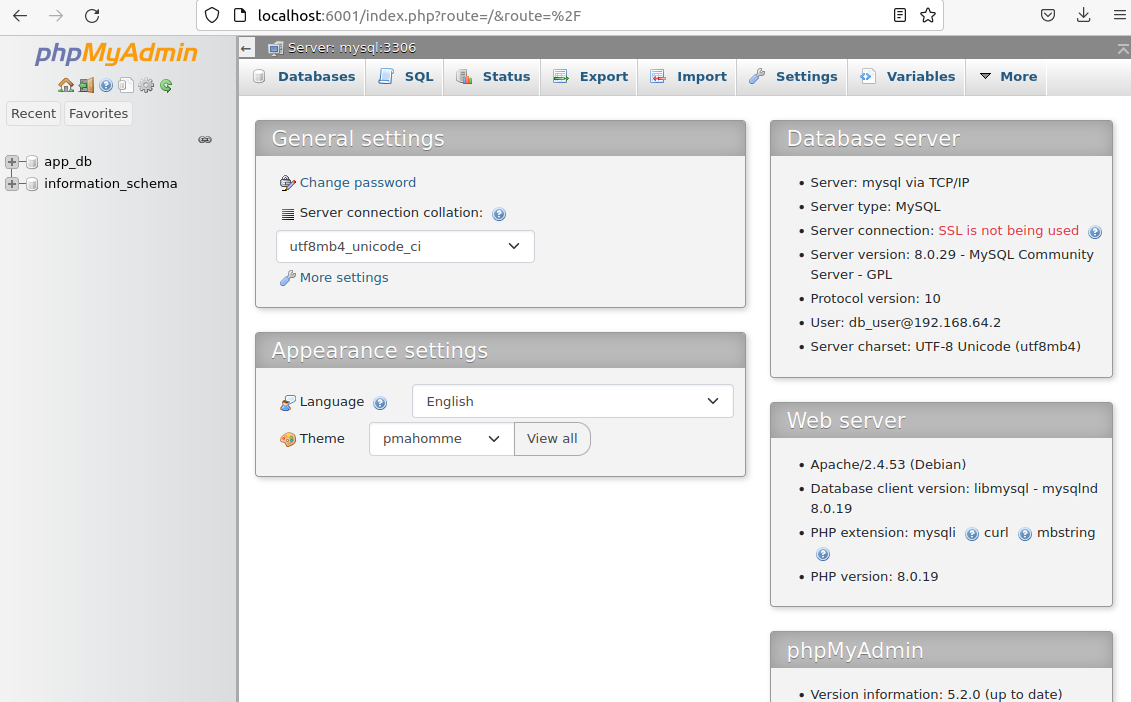 localhost:6001/index.php?route=/&route=%2F
phpMyAdmin
Recent
Favorites
app_db
information_schema
Server: mysql:3306
Databases
SQL
Status
Export
Import
Settings
Variables
More
General settings
Change password
Server connection collation:
utf8mb4_unicode_ci
More settings
Appearance settings
Language
English
Theme
pmahomme
View all
Database server
Server: mysql via TCP/IP
Server type: MySQL
Server connection: SSL is not being used
Server version: 8.0.29 - MySQL Community
Server - GPL
Protocol version: 10
User: db_user@192.168.64.2
Server charset: UTF-8 Unicode (utf8mb4)
Web server
Apache/2.4.53 (Debian)
Database client version: libmysql - mysqlnd
8.0.19
PHP extension: mysqli curl mbstring
PHP version: 8.0.19
phpMyAdmin
Version information: 5.2.0 (up to date)